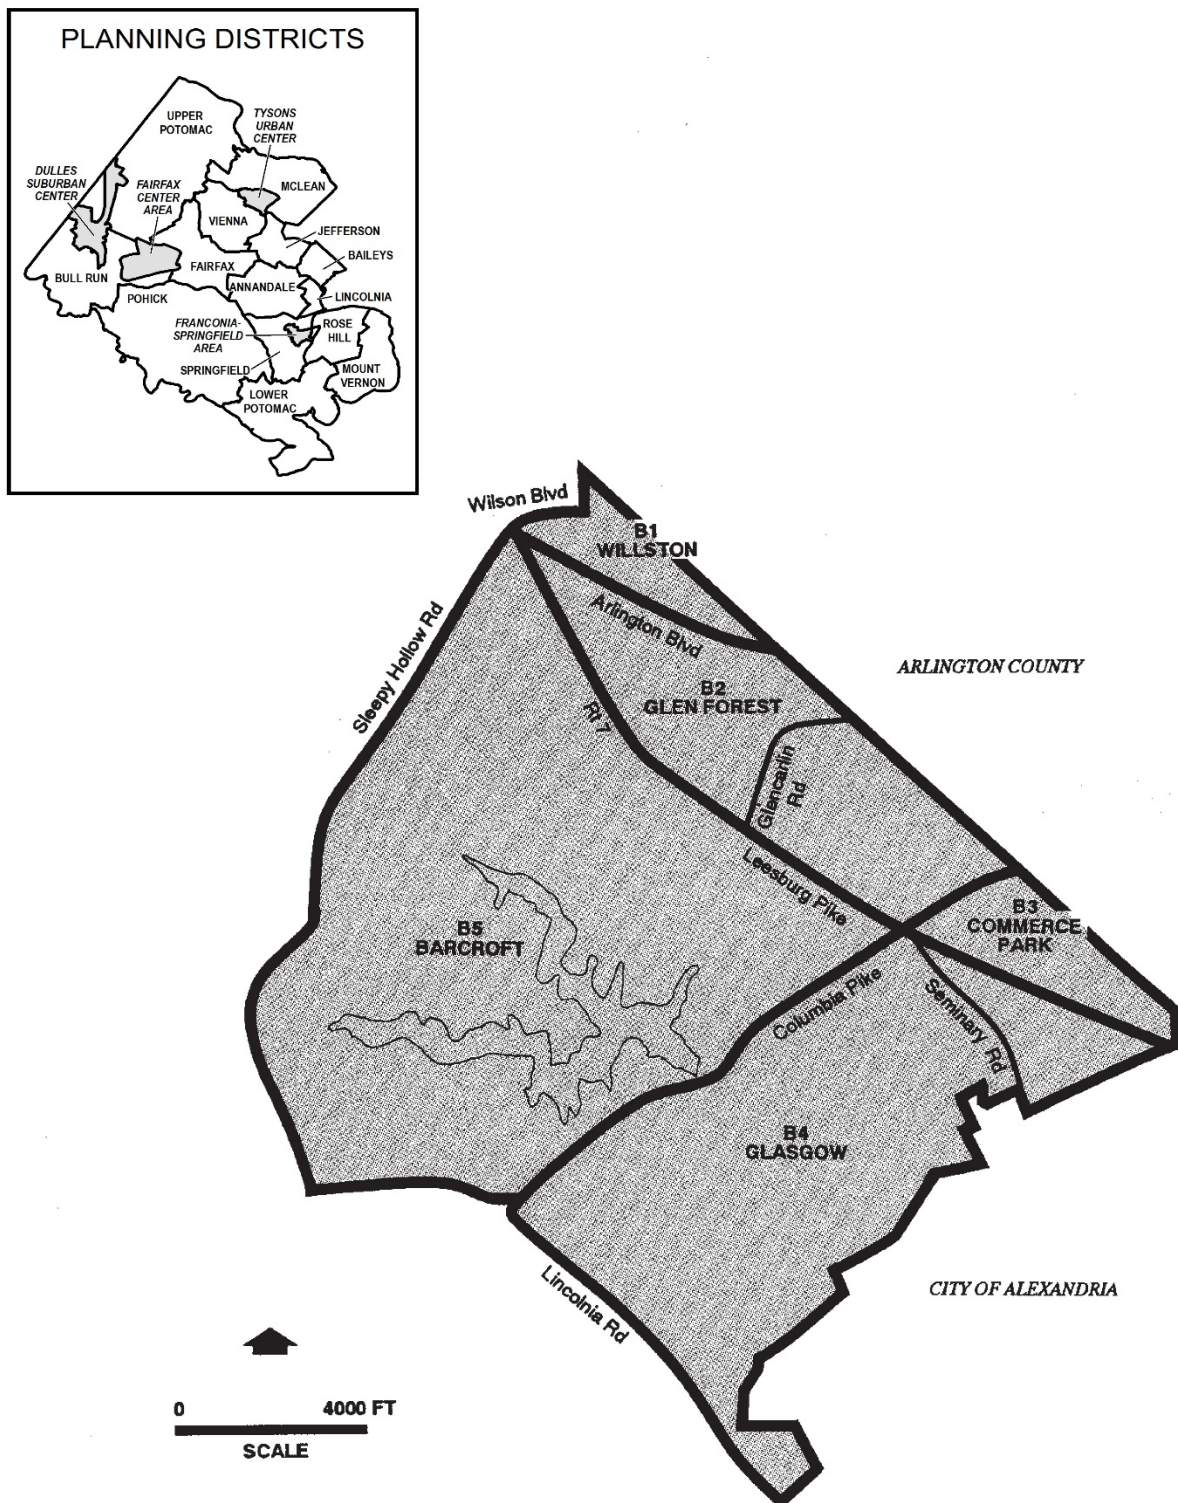 PLANNING DISTRICTS
UPPER
POTOMAC
TYSONS
URBAN
CENTER
DULLES
SUBURBAN
CENTER
FAIRFAX
CENTER
AREA
MCLEAN
VIENNA
JEFFERSON
BAILEYS
BULL RUN
FAIRFAX
ANNANDALE
LINCOLNIA
POHICK
FRANCONIA-
SPRINGFIELD
AREA
ROSE
HILL
SPRINGFIELD
MOUNT
VERNON
LOWER
POTOMAC
Wilson Blvd
B1
WILLSTON
Arlington Blvd
Sleepy Hollow Rd
ARLINGTON COUNTY
B2
GLEN FOREST
Rt 7
Glencarlin
Rd
Leesburg Pike
B3
COMMERCE
PARK
B5
BARCROFT
Columbia Pike
Seminary Rd
B4
GLASGOW
CITY OF ALEXANDRIA
Lincolnia Rd
0 4000 FT
SCALE